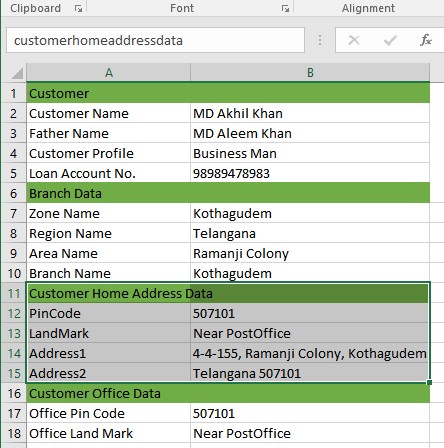 Clipboard Font Alignment
customerhomeaddressdata fx
A B
1 Customer
2 Customer Name MD Akhil Khan
3 Father Name MD Aleem Khan
4 Customer Profile Business Man
5 Loan Account No. 98989478983
6 Branch Data
7 Zone Name Kothagudem
8 Region Name Telangana
9 Area Name Ramanji Colony
10 Branch Name Kothagudem
11 Customer Home Address Data
12 PinCode 507101
13 LandMark Near PostOffice
14 Address1 4-4-155, Ramanji Colony, Kothagudem
15 Address2 Telangana 507101
16 Customer Office Data
17 Office Pin Code 507101
18 Office Land Mark Near PostOffice